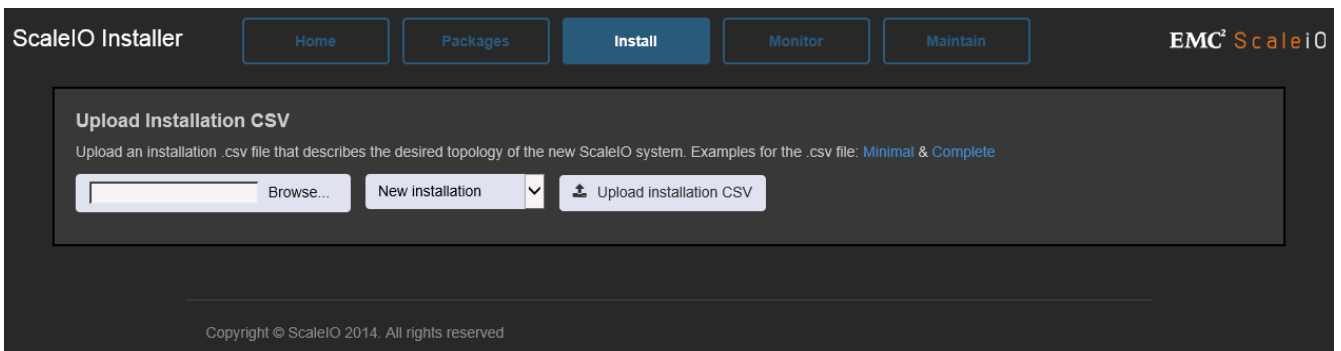 ScaleIO Installer
Home
Packages
Install
Monitor
Maintain
EMC² ScaleiO
Upload Installation CSV
Upload an installation .csv file that describes the desired topology of the new ScaleIO system. Examples for the .csv file: Minimal & Complete
Browse...
New installation
Upload installation CSV
Copyright © ScaleIO 2014. All rights reserved